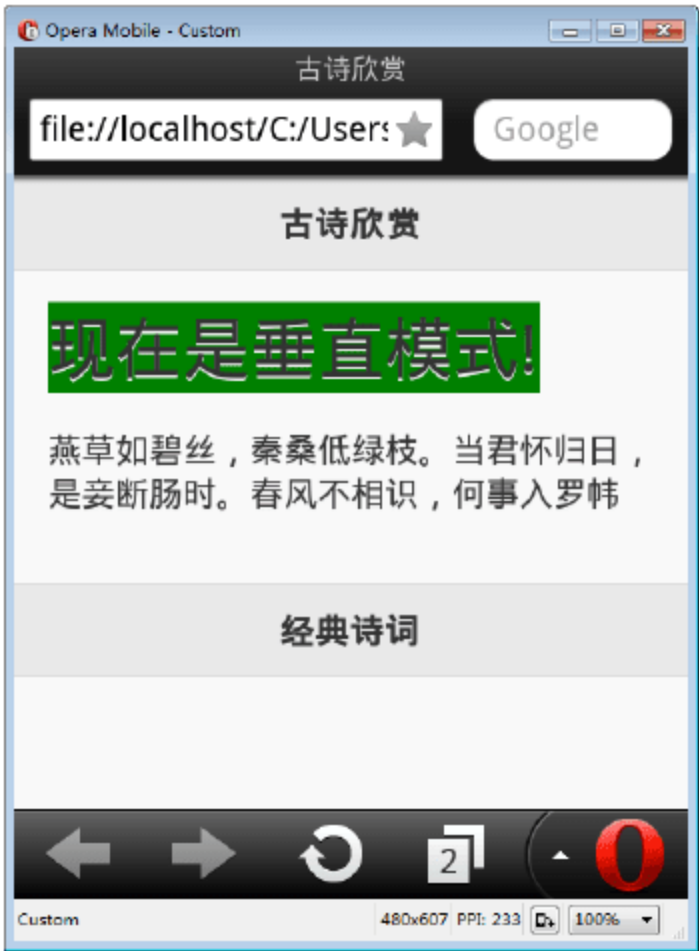 Opera Mobile - Custom
古诗欣赏
file://localhost/C:/Users
Google
古诗欣赏
现在是垂直模式!
燕草如碧丝，秦桑低绿枝。当君怀归日，
是妾断肠时。春风不相识，何事入罗帏
经典诗词
2
Custom 480x607 PPI: 233 100%